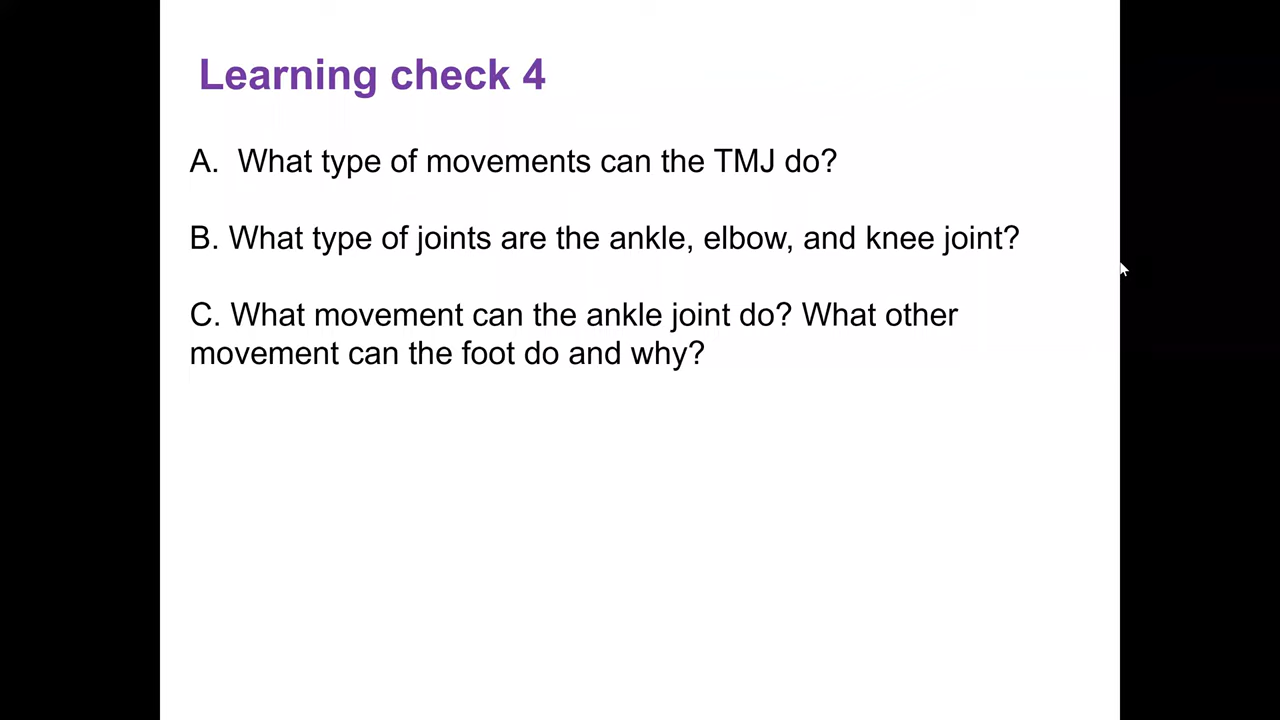 Learning check 4
A.  What type of movements can the TMJ do?
B. What type of joints are the ankle, elbow, and knee joint?
C. What movement can the ankle joint do? What other
movement can the foot do and why?